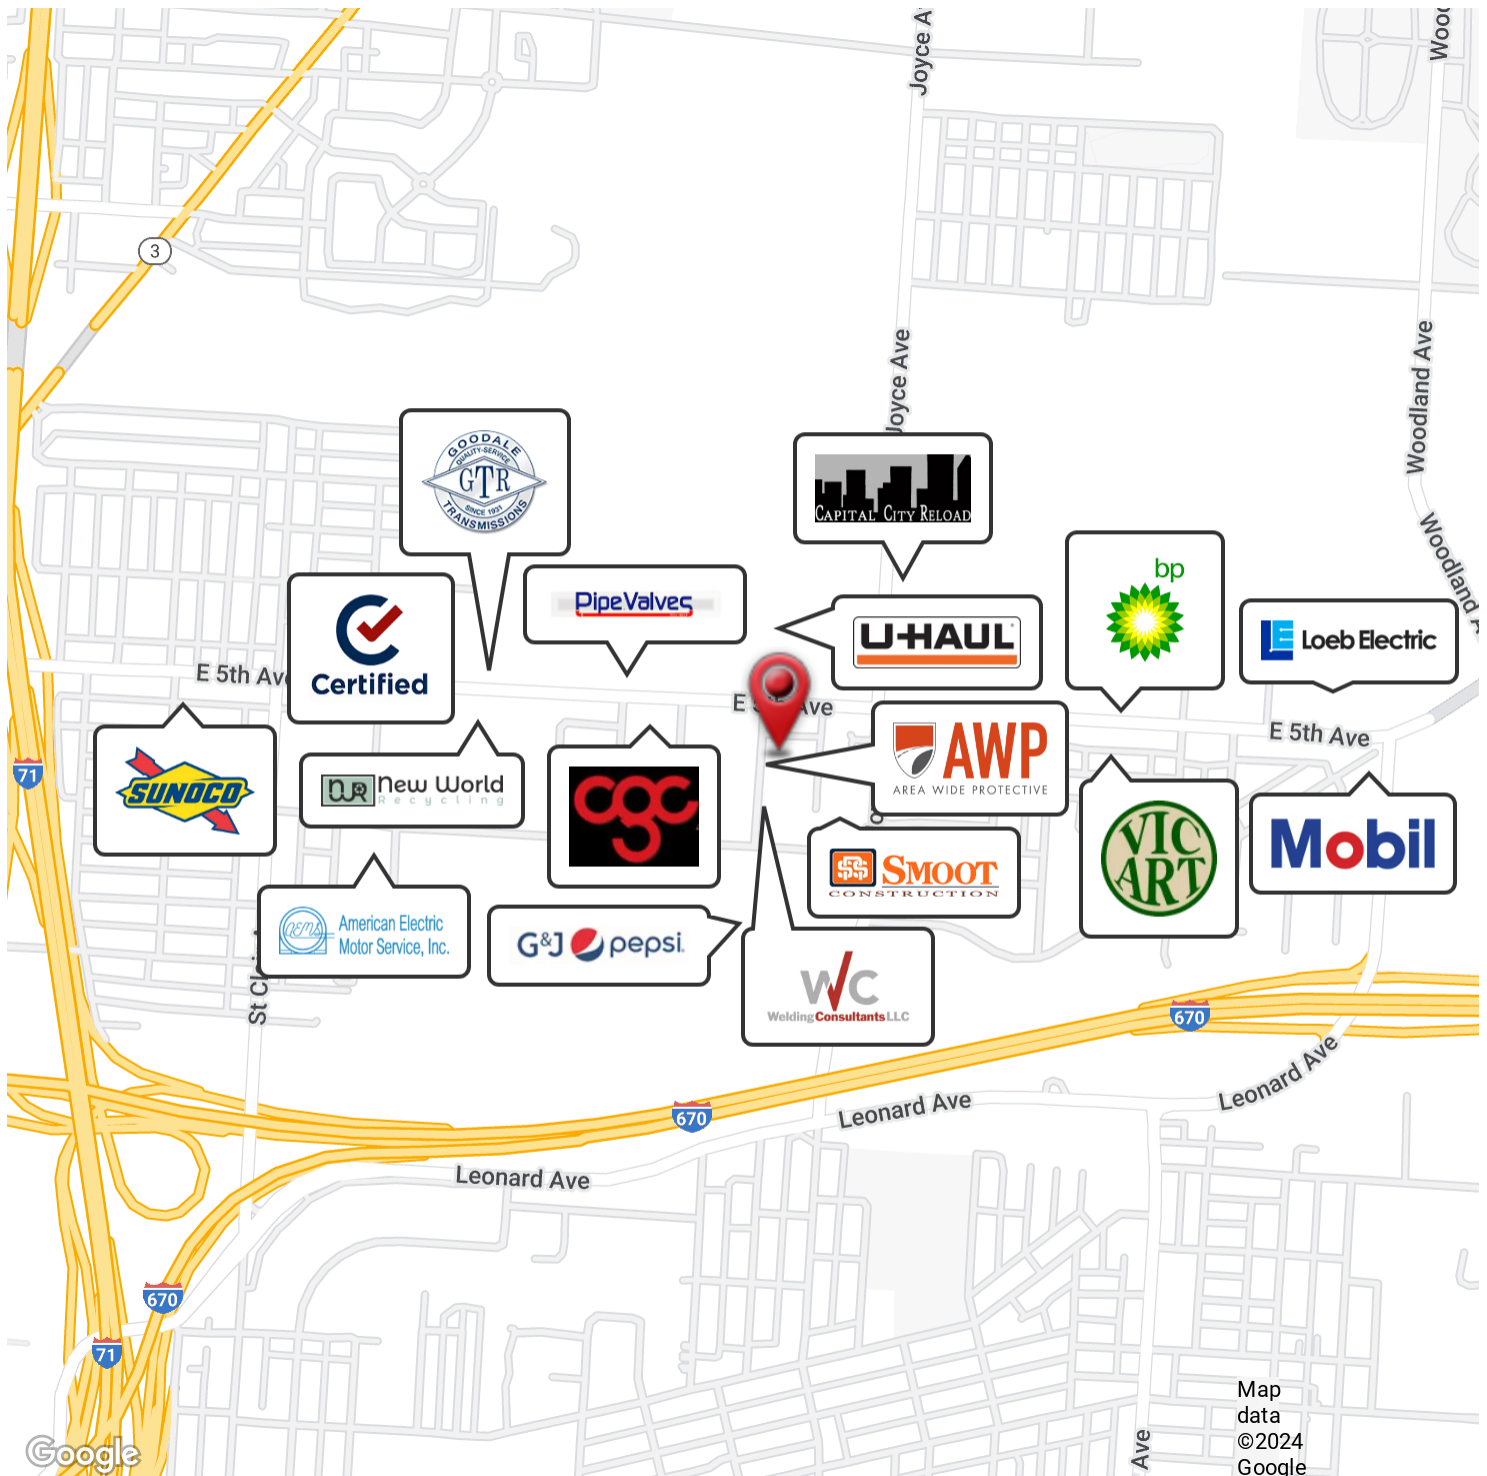 Joyce A
Wood
3
Joyce Ave
Woodland Ave
Woodland A
GOODALE
QUALITY-SERVICE
GTR
SINCE 1931
TRANSMISSIONS
CAPITAL CITY RELOAD
PipeValves
U-HAUL
bp
Loeb Electric
Certified
E 5th Ave
E 5th Ave
E 5th Ave
71
SUNOCO
New World
Recycling
cgc
AWP
AREA WIDE PROTECTIVE
SMOOT
CONSTRUCTION
VIC
ART
Mobil
AEMS
American Electric
Motor Service, Inc.
G&J pepsi
WC
Welding Consultants LLC
St Cl
670
670
Leonard Ave
Leonard Ave
Leonard Ave
670
71
Ave
Google
Map
data
©2024
Google